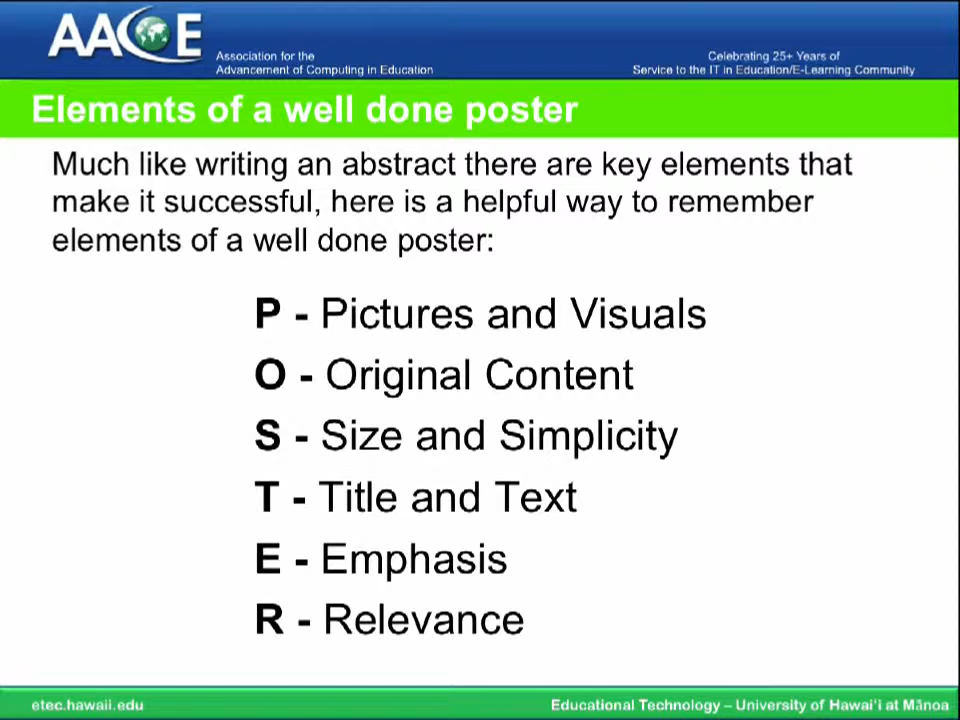 AACE
Association for the
Advancement of Computing in Education
Celebrating 25+ Years of
Service to the IT in Education/E-Learning Community
Elements of a well done poster
Much like writing an abstract there are key elements that
make it successful, here is a helpful way to remember
elements of a well done poster:
P - Pictures and Visuals
O - Original Content
S - Size and Simplicity
T - Title and Text
E - Emphasis
R - Relevance
etec.hawaii.edu
Educational Technology – University of Hawai‘i at Mānoa